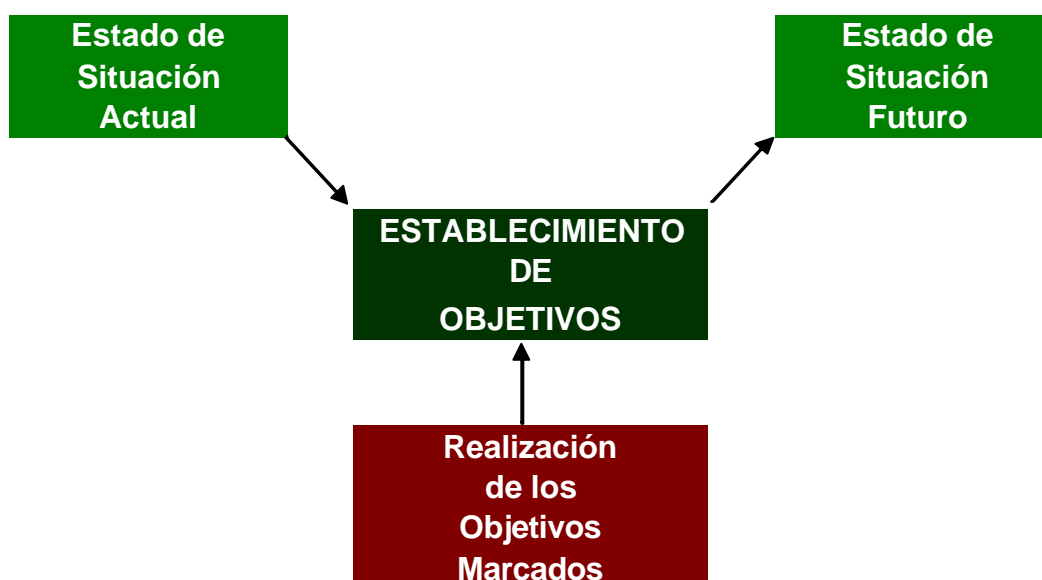 Estado de
Situación
Actual
Estado de
Situación
Futuro
ESTABLECIMIENTO
DE
OBJETIVOS
Realización
de los
Objetivos
Marcados